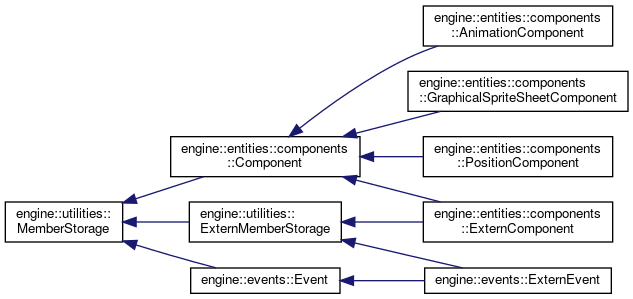 engine::entities::components
::AnimationComponent
engine::entities::components
::GraphicalSpriteSheetComponent
engine::entities::components
::Component
engine::entities::components
::PositionComponent
engine::utilities::
MemberStorage
engine::utilities::
ExternMemberStorage
engine::entities::components
::ExternComponent
engine::events::Event
engine::events::ExternEvent